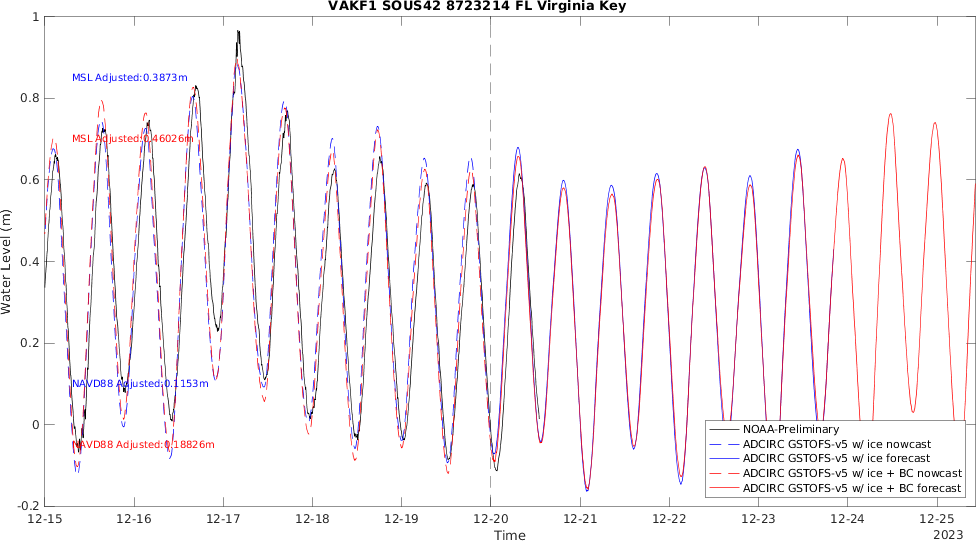 VAKF1 SOUS42 8723214 FL Virginia Key
1
0.8
0.6
0.4
0.2
0
-0.2
Water Level (m)
MSL Adjusted:0.3873m
MSL Adjusted:0.46026m
NAVD88 Adjusted:0.1153m
NAVD88 Adjusted:0.18826m
NOAA-Preliminary
ADCIRC GSTOFS-v5 w/ ice nowcast
ADCIRC GSTOFS-v5 w/ ice forecast
ADCIRC GSTOFS-v5 w/ ice + BC nowcast
ADCIRC GSTOFS-v5 w/ ice + BC forecast
12-15 12-16 12-17 12-18 12-19 12-20 12-21 12-22 12-23 12-24 12-25
Time
2023